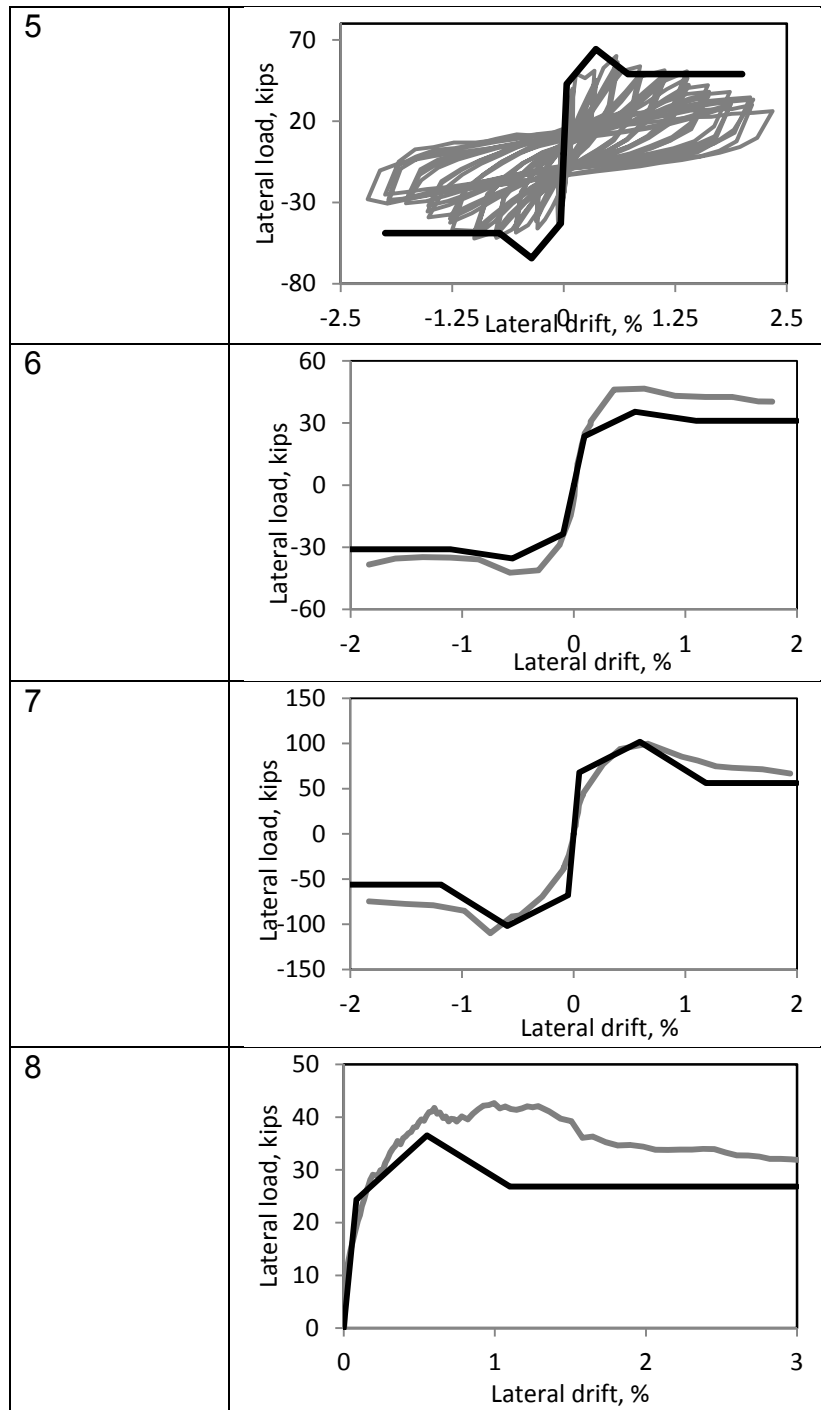 5
Lateral load, kips
70
20
-30
-80
-2.5 -1.25 0 1.25 2.5
Lateral drift, %
6
Lateral load, kips
60
30
0
-30
-60
-2 -1 0 1 2
Lateral drift, %
7
Lateral load, kips
150
100
50
0
-50
-100
-150
-2 -1 0 1 2
Lateral drift, %
8
Lateral load, kips
50
40
30
20
10
0
0 1 2 3
Lateral drift, %